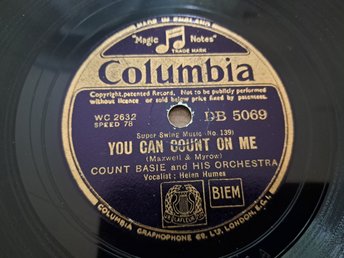 MADE IN ENGLAND
"Magic Notes"
TRADE MARK
Columbia
Copyright, patented Record. Not to be publicly performed
without licence or sold below price fixed by patentees.
WC 2632
SPEED 78
DB 5069
Super Swing Music (No. 139)
YOU CAN COUNT ON ME
(Maxwell & Myrow)
COUNT BASIE and HIS ORCHESTRA
Vocalist: Helen Humes
LAFLEUR
BIEM
COLUMBIA GRAPHOPHONE CO. LTD. LONDON, E.C.1.